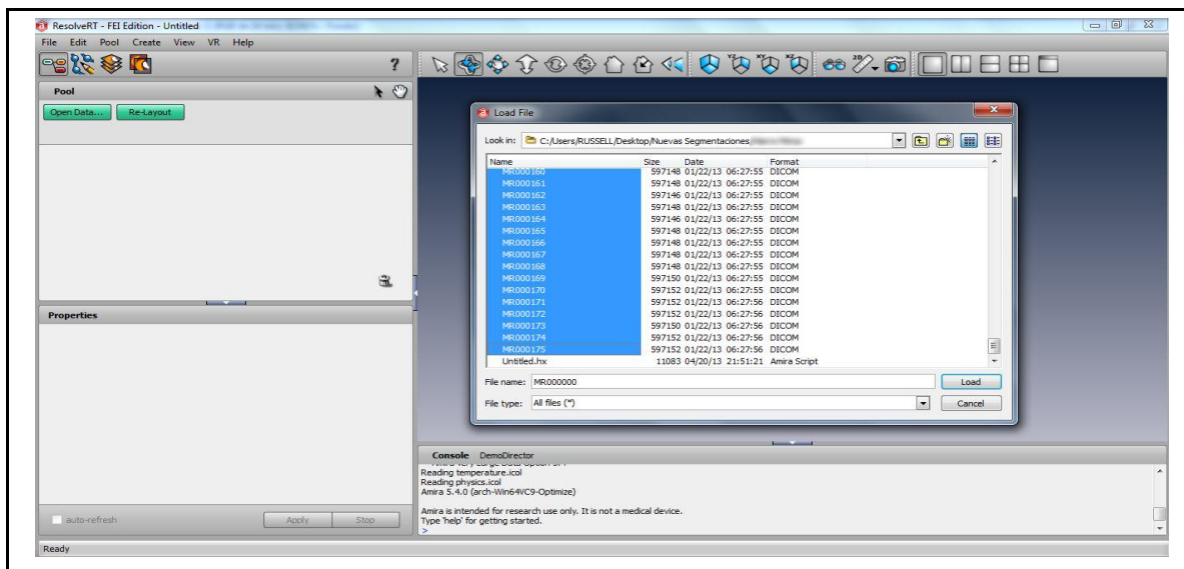 ResolveRT - FEI Edition - Untitled
File Edit Pool Create View VR Help
?
Pool
Open Data... Re-Layout
Properties
auto-refresh Apply Stop
Ready
Load File
Look in: C:/Users/RUSSELL/Desktop/Nuevas Segmentaciones/
Name Size Date Format
MR000160 597148 01/22/13 06:27:55 DICOM
MR000161 597148 01/22/13 06:27:55 DICOM
MR000162 597146 01/22/13 06:27:55 DICOM
MR000163 597148 01/22/13 06:27:55 DICOM
MR000164 597146 01/22/13 06:27:55 DICOM
MR000165 597148 01/22/13 06:27:55 DICOM
MR000166 597148 01/22/13 06:27:55 DICOM
MR000167 597148 01/22/13 06:27:55 DICOM
MR000168 597148 01/22/13 06:27:55 DICOM
MR000169 597150 01/22/13 06:27:55 DICOM
MR000170 597152 01/22/13 06:27:55 DICOM
MR000171 597152 01/22/13 06:27:56 DICOM
MR000172 597152 01/22/13 06:27:56 DICOM
MR000173 597150 01/22/13 06:27:56 DICOM
MR000174 597152 01/22/13 06:27:56 DICOM
MR000175 597152 01/22/13 06:27:56 DICOM
Untitled.hx 11083 04/20/13 21:51:21 Amira Script
File name: MR000000 Load
File type: All files (*) Cancel
Console DemoDirector
Reading temperature.icol
Reading physics.icol
Amira 5.4.0 (arch-Win64VC9-Optimize)
Amira is intended for research use only. It is not a medical device.
Type 'help' for getting started.
>